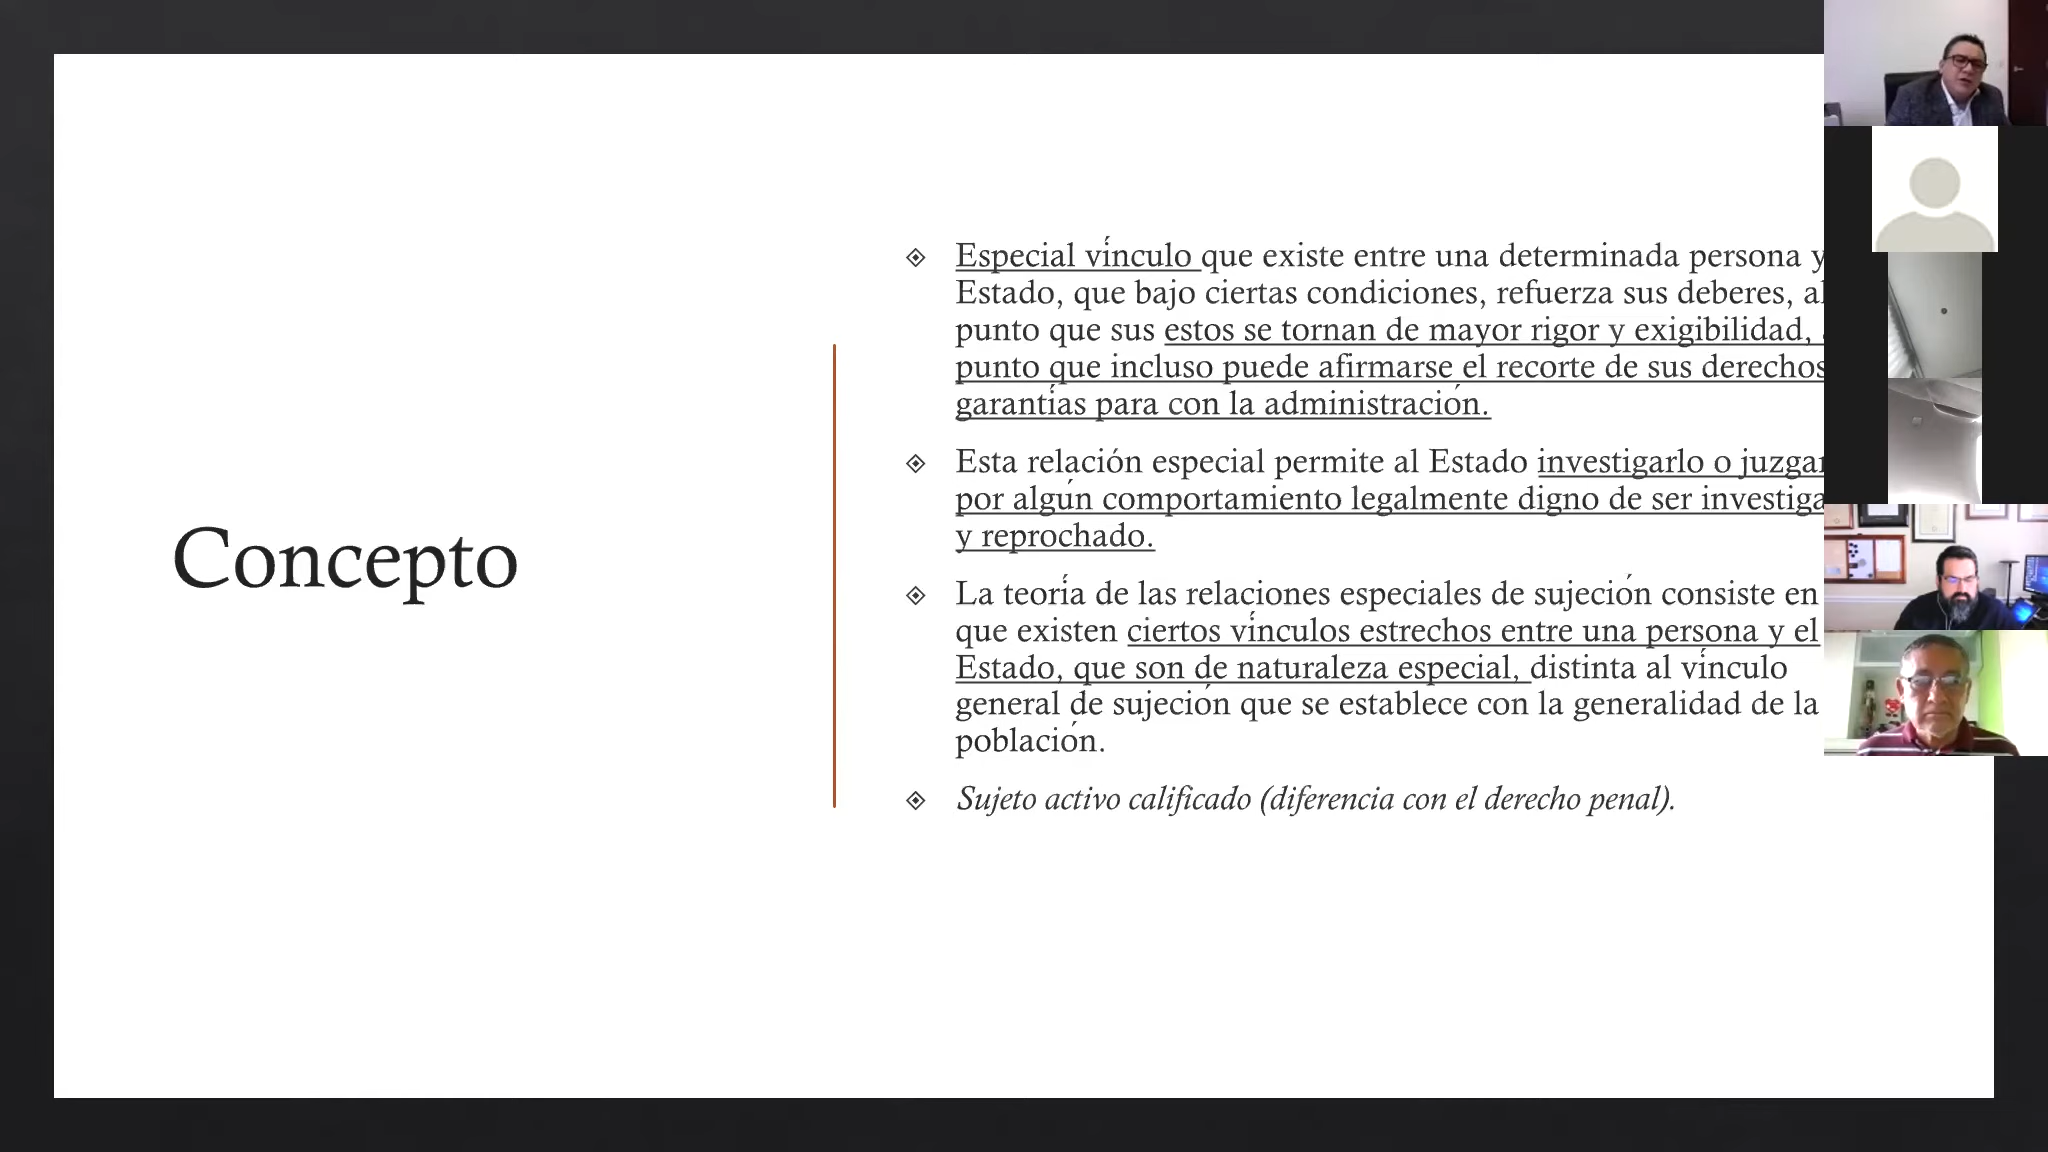 Concepto
Especial vínculo que existe entre una determinada persona y
Estado, que bajo ciertas condiciones, refuerza sus deberes, al
punto que sus estos se tornan de mayor rigor y exigibilidad,
punto que incluso puede afirmarse el recorte de sus derechos
garantías para con la administración.
Esta relación especial permite al Estado investigarlo o
por algún comportamiento legalmente digno de ser
y reprochado.
La teoría de las relaciones especiales de sujeción consiste en
que existen ciertos vínculos estrechos entre una persona y el
Estado, que son de naturaleza especial, distinta al vínculo
general de sujeción que se establece con la generalidad de la
población.
Sujeto activo calificado (diferencia con el derecho penal).